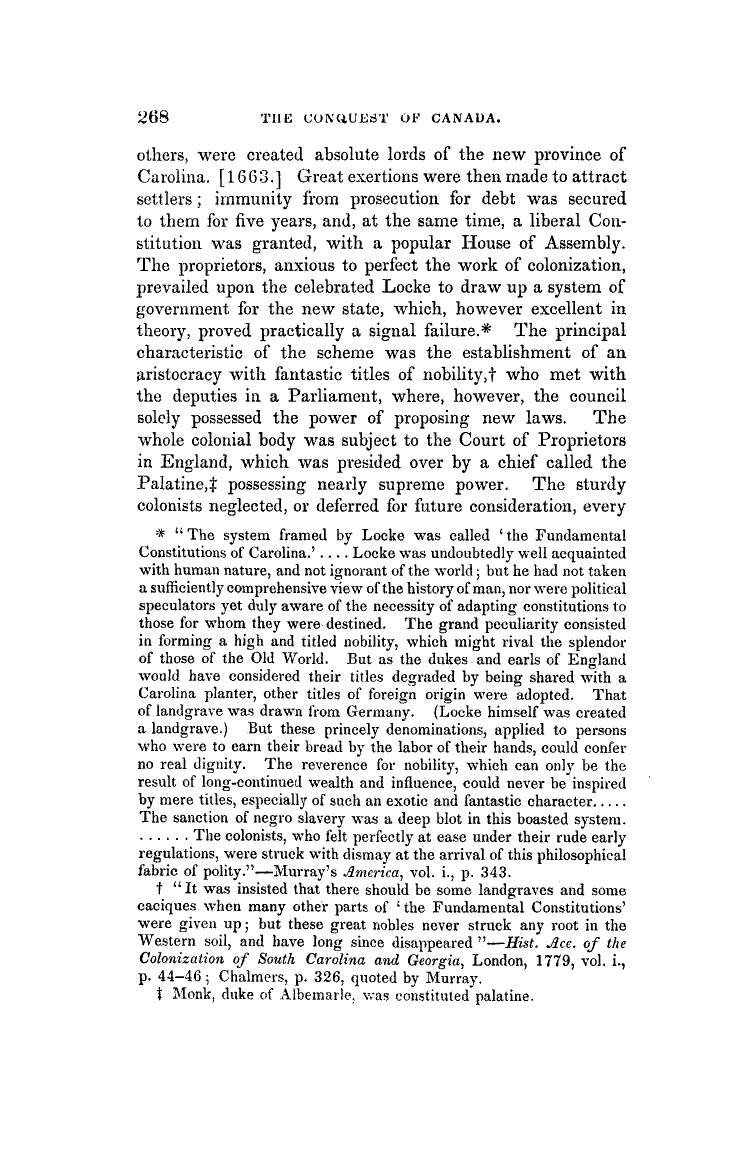 268 THE CONQUEST OF CANADA.
others, were created absolute lords of the new province of
Carolina. [1663.] Great exertions were then made to attract
settlers; immunity from prosecution for debt was secured
to them for five years, and, at the same time, a liberal Con-
stitution was granted, with a popular House of Assembly.
The proprietors, anxious to perfect the work of colonization,
prevailed upon the celebrated Locke to draw up a system of
government for the new state, which, however excellent in
theory, proved practically a signal failure.* The principal
characteristic of the scheme was the establishment of an
aristocracy with fantastic titles of nobility,† who met with
the deputies in a Parliament, where, however, the council
solely possessed the power of proposing new laws. The
whole colonial body was subject to the Court of Proprietors
in England, which was presided over by a chief called the
Palatine,‡ possessing nearly supreme power. The sturdy
colonists neglected, or deferred for future consideration, every
* "The system framed by Locke was called 'the Fundamental
Constitutions of Carolina.' .... Locke was undoubtedly well acquainted
with human nature, and not ignorant of the world; but he had not taken
a sufficiently comprehensive view of the history of man, nor were political
speculators yet duly aware of the necessity of adapting constitutions to
those for whom they were destined. The grand peculiarity consisted
in forming a high and titled nobility, which might rival the splendor
of those of the Old World. But as the dukes and earls of England
would have considered their titles degraded by being shared with a
Carolina planter, other titles of foreign origin were adopted. That
of landgrave was drawn from Germany. (Locke himself was created
a landgrave.) But these princely denominations, applied to persons
who were to earn their bread by the labor of their hands, could confer
no real dignity. The reverence for nobility, which can only be the
result of long-continued wealth and influence, could never be inspired
by mere titles, especially of such an exotic and fantastic character.....
The sanction of negro slavery was a deep blot in this boasted system.
...... The colonists, who felt perfectly at ease under their rude early
regulations, were struck with dismay at the arrival of this philosophical
fabric of polity."—Murray's America, vol. i., p. 343.
† "It was insisted that there should be some landgraves and some
caciques when many other parts of 'the Fundamental Constitutions'
were given up; but these great nobles never struck any root in the
Western soil, and have long since disappeared"—Hist. Acc. of the
Colonization of South Carolina and Georgia, London, 1779, vol. i.,
p. 44-46; Chalmers, p. 326, quoted by Murray.
‡ Monk, duke of Albemarle, was constituted palatine.